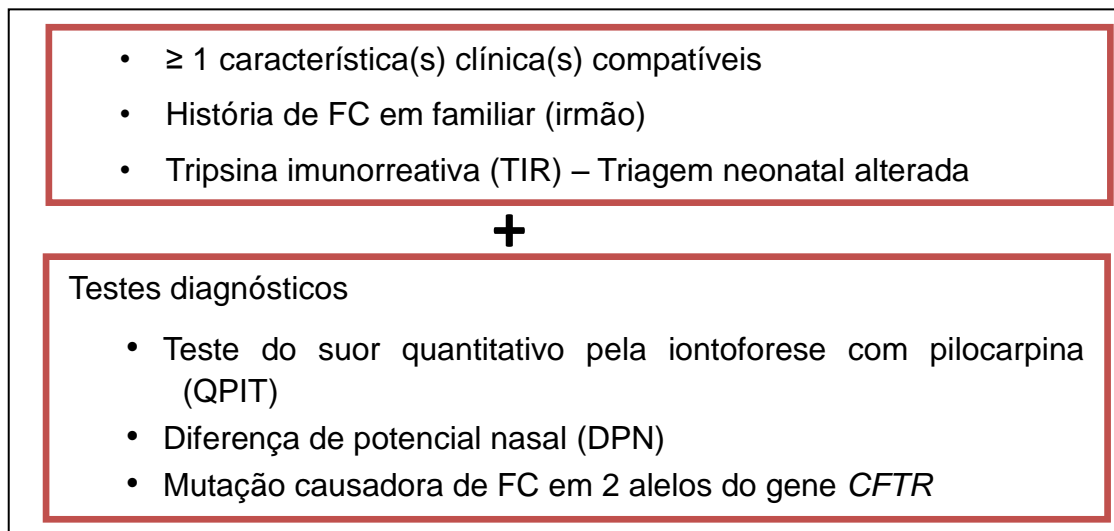 • ≥ 1 característica(s) clínica(s) compatíveis
• História de FC em familiar (irmão)
• Tripsina imunorreativa (TIR) – Triagem neonatal alterada
+
Testes diagnósticos
• Teste do suor quantitativo pela iontoforese com pilocarpina
(QPIT)
• Diferença de potencial nasal (DPN)
• Mutação causadora de FC em 2 alelos do gene CFTR